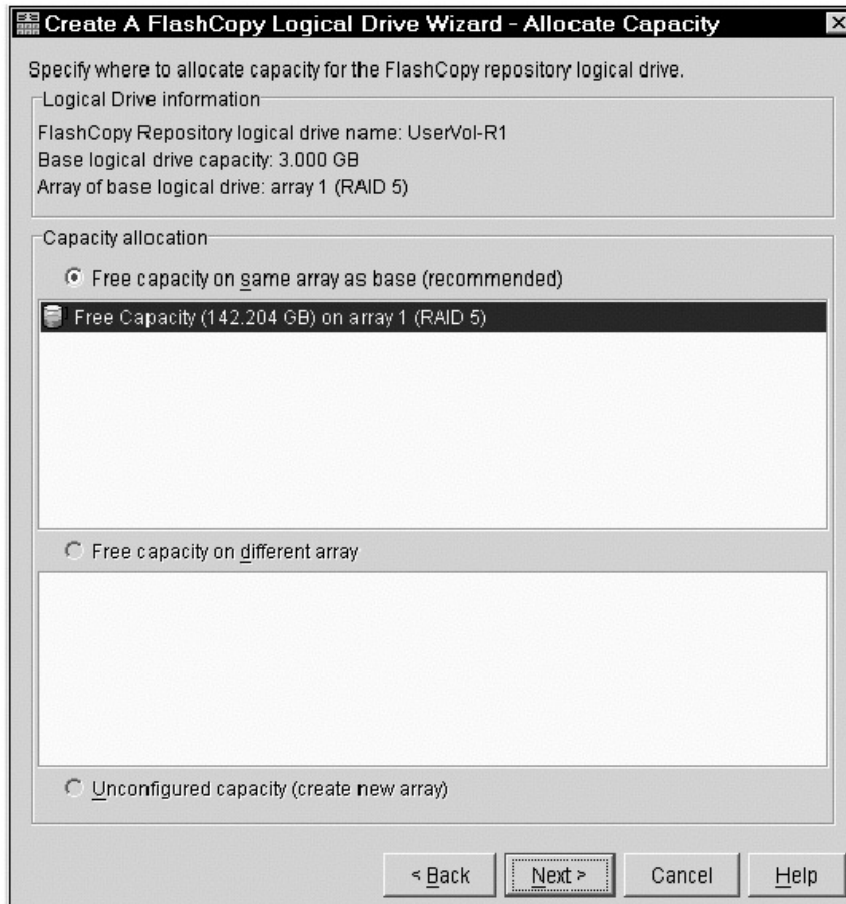 Create A FlashCopy Logical Drive Wizard - Allocate Capacity
Specify where to allocate capacity for the FlashCopy repository logical drive.
Logical Drive information
FlashCopy Repository logical drive name: UserVol-R1
Base logical drive capacity: 3.000 GB
Array of base logical drive: array 1 (RAID 5)
Capacity allocation
Free capacity on same array as base (recommended)
Free Capacity (142.204 GB) on array 1 (RAID 5)
Free capacity on different array
Unconfigured capacity (create new array)
< Back
Next >
Cancel
Help